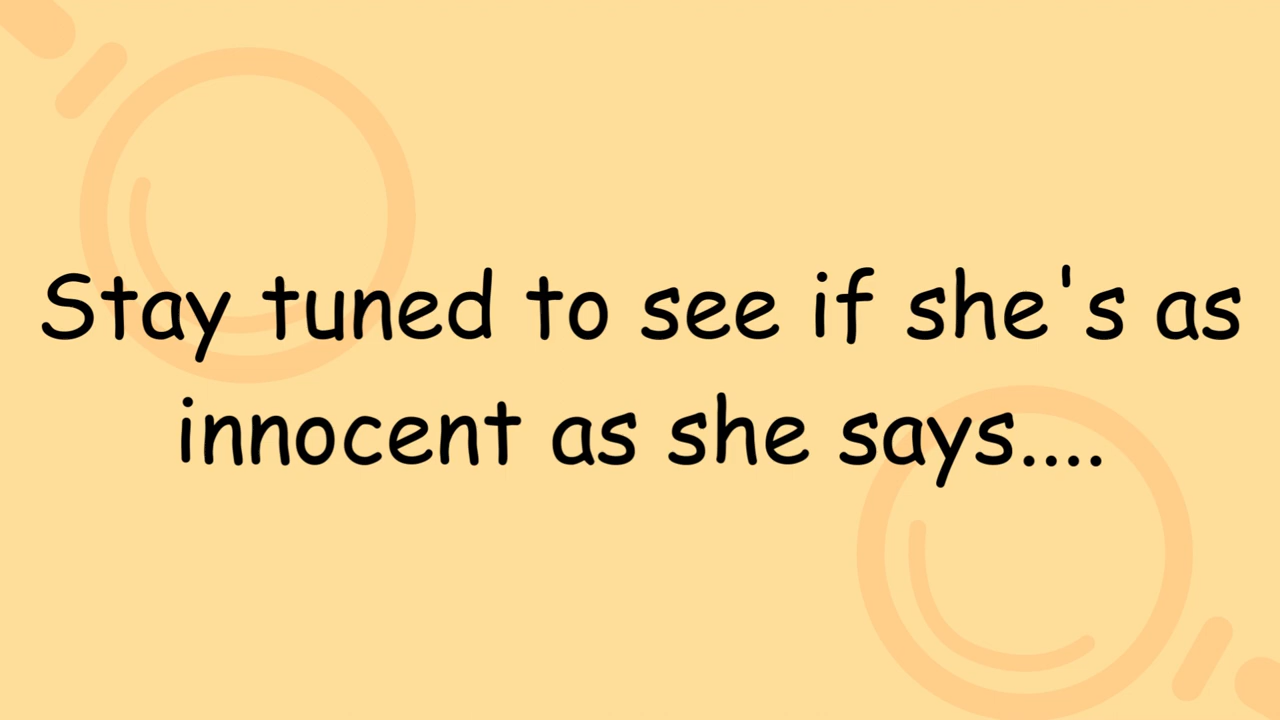 Stay tuned to see if she's as
innocent as she says....